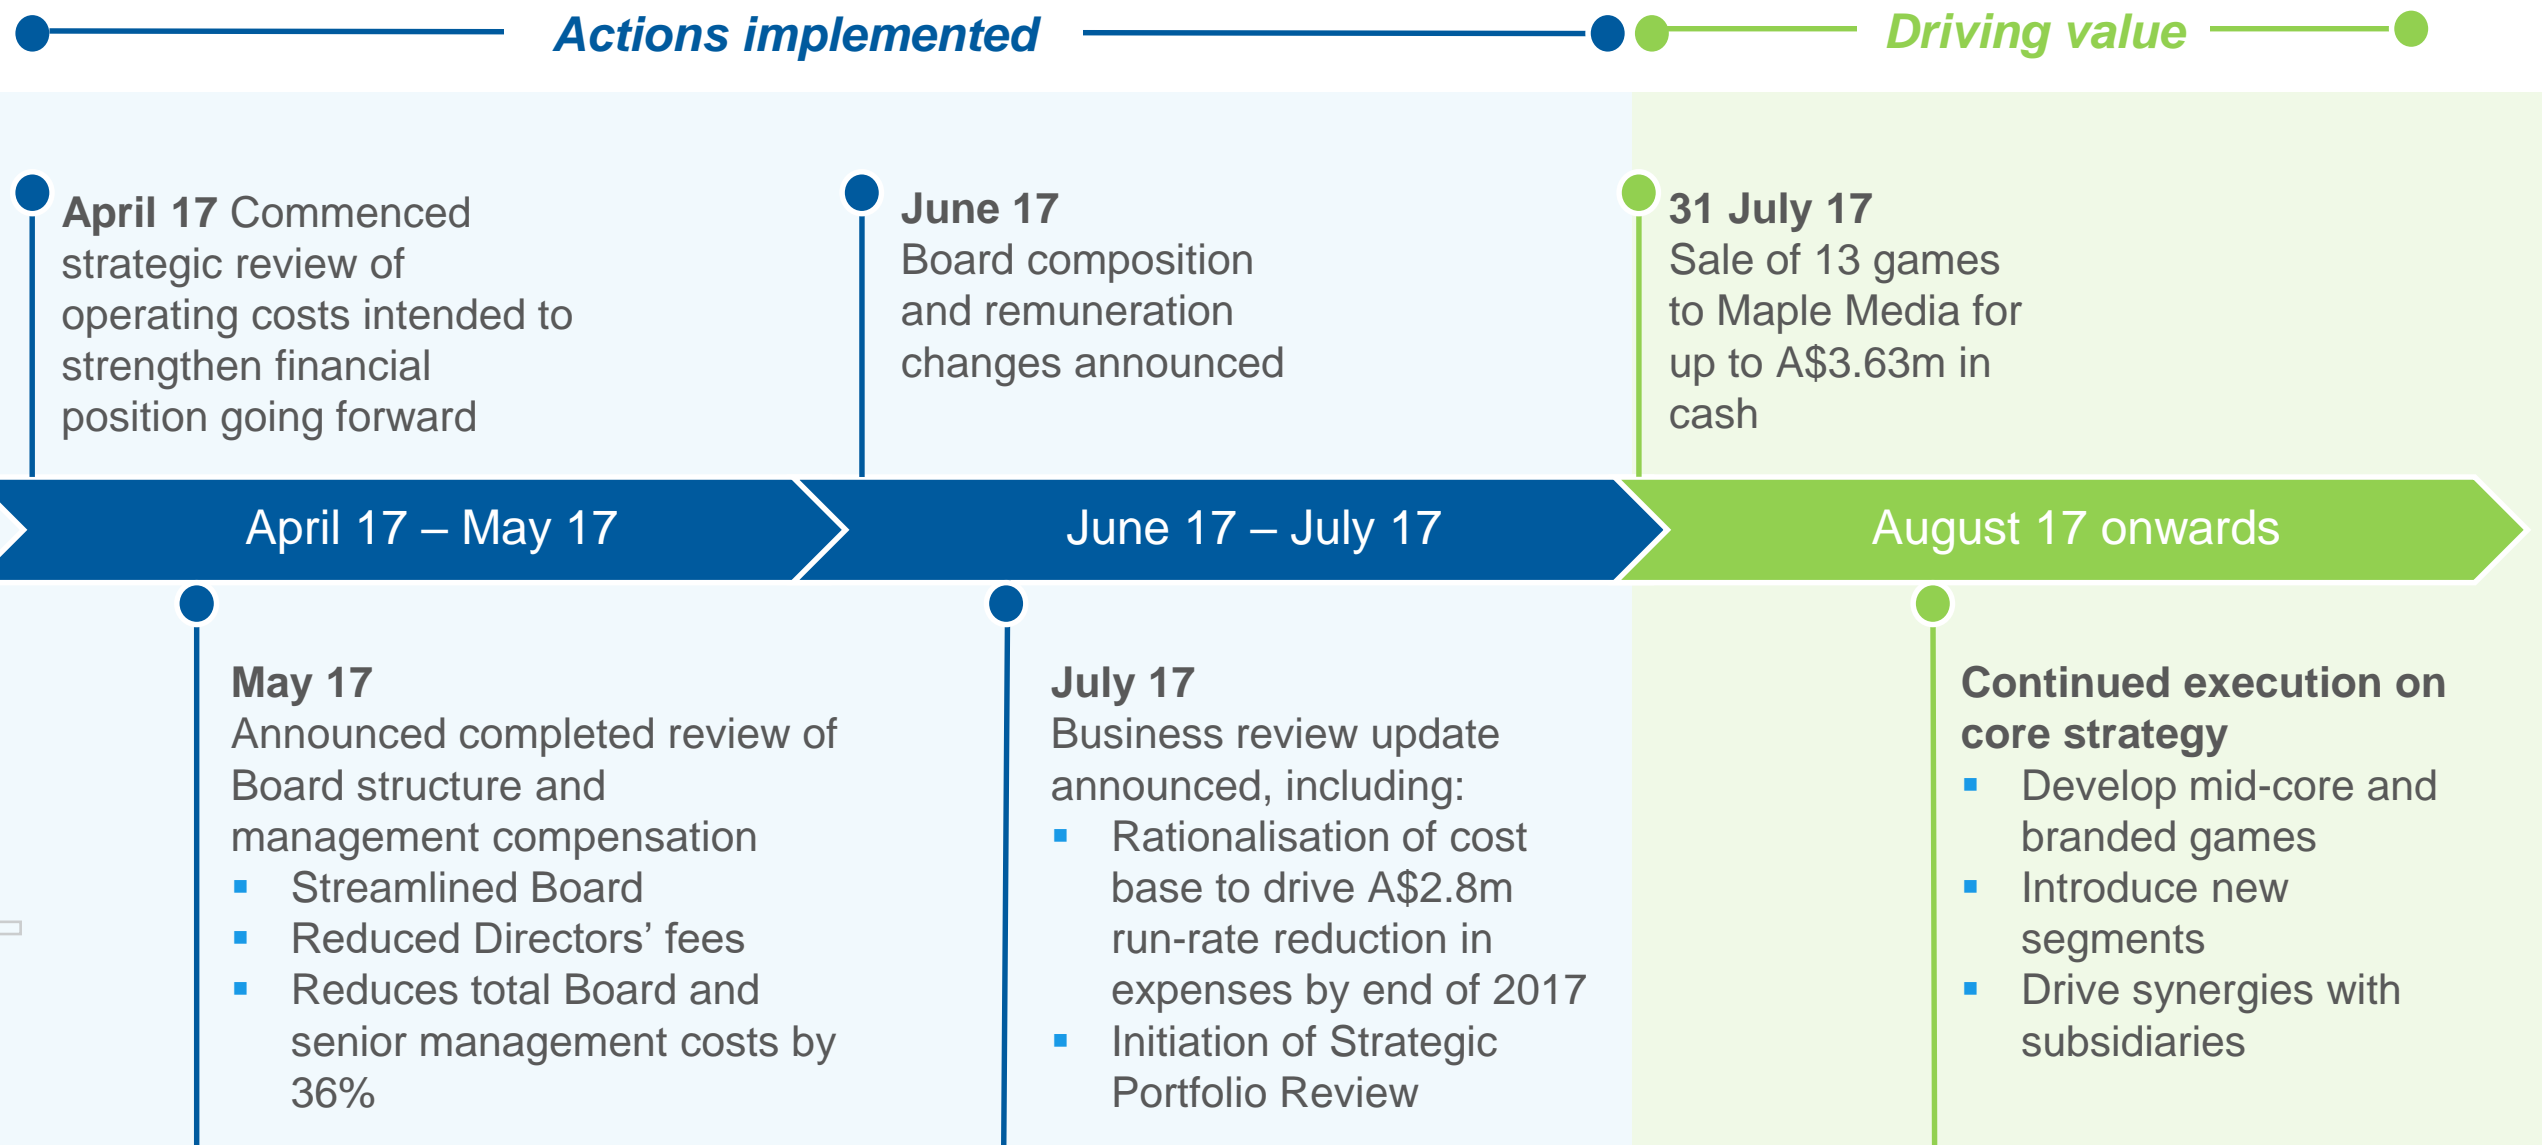 Actions implemented
Driving value
April 17 Commenced
strategic review of
operating costs intended to
strengthen financial
position going forward
June 17
Board composition
and remuneration
changes announced
31 July 17
Sale of 13 games
to Maple Media for
up to A$3.63m in
cash
April 17 – May 17
June 17 – July 17
August 17 onwards
May 17
Announced completed review of
Board structure and
management compensation
▪ Streamlined Board
▪ Reduced Directors’ fees
▪ Reduces total Board and
senior management costs by
36%
July 17
Business review update
announced, including:
▪ Rationalisation of cost
base to drive A$2.8m
run-rate reduction in
expenses by end of 2017
▪ Initiation of Strategic
Portfolio Review
Continued execution on
core strategy
▪ Develop mid-core and
branded games
▪ Introduce new
segments
▪ Drive synergies with
subsidiaries